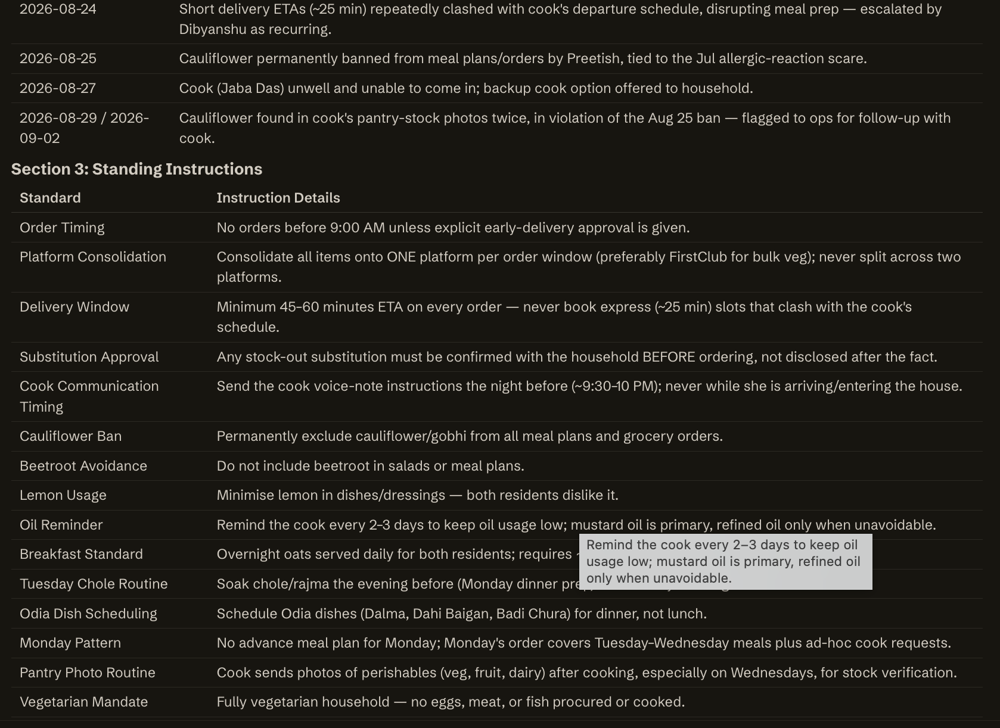 2026-08-24
Short delivery ETAs (~25 min) repeatedly clashed with cook's departure schedule, disrupting meal prep — escalated by
Dibyanshu as recurring.
2026-08-25
Cauliflower permanently banned from meal plans/orders by Preetish, tied to the Jul allergic-reaction scare.
2026-08-27
Cook (Jaba Das) unwell and unable to come in; backup cook option offered to household.
2026-08-29 / 2026-
09-02
Cauliflower found in cook's pantry-stock photos twice, in violation of the Aug 25 ban — flagged to ops for follow-up with
cook.
Section 3: Standing Instructions
Standard
Instruction Details
Order Timing
No orders before 9:00 AM unless explicit early-delivery approval is given.
Platform Consolidation
Consolidate all items onto ONE platform per order window (preferably FirstClub for bulk veg); never split across two
platforms.
Delivery Window
Minimum 45–60 minutes ETA on every order — never book express (~25 min) slots that clash with the cook's
schedule.
Substitution Approval
Any stock-out substitution must be confirmed with the household BEFORE ordering, not disclosed after the fact.
Cook Communication
Timing
Send the cook voice-note instructions the night before (~9:30–10 PM); never while she is arriving/entering the house.
Cauliflower Ban
Permanently exclude cauliflower/gobhi from all meal plans and grocery orders.
Beetroot Avoidance
Do not include beetroot in salads or meal plans.
Lemon Usage
Minimise lemon in dishes/dressings — both residents dislike it.
Oil Reminder
Remind the cook every 2–3 days to keep oil usage low; mustard oil is primary, refined oil only when unavoidable.
Remind the cook every 2–3 days to keep oil
usage low; mustard oil is primary, refined oil
only when unavoidable.
Breakfast Standard
Overnight oats served daily for both residents; requires
Tuesday Chole Routine
Soak chole/rajma the evening before (Monday dinner
Odia Dish Scheduling
Schedule Odia dishes (Dalma, Dahi Baigan, Badi Chura) for dinner, not lunch.
Monday Pattern
No advance meal plan for Monday; Monday's order covers Tuesday–Wednesday meals plus ad-hoc cook requests.
Pantry Photo Routine
Cook sends photos of perishables (veg, fruit, dairy) after cooking, especially on Wednesdays, for stock verification.
Vegetarian Mandate
Fully vegetarian household — no eggs, meat, or fish procured or cooked.